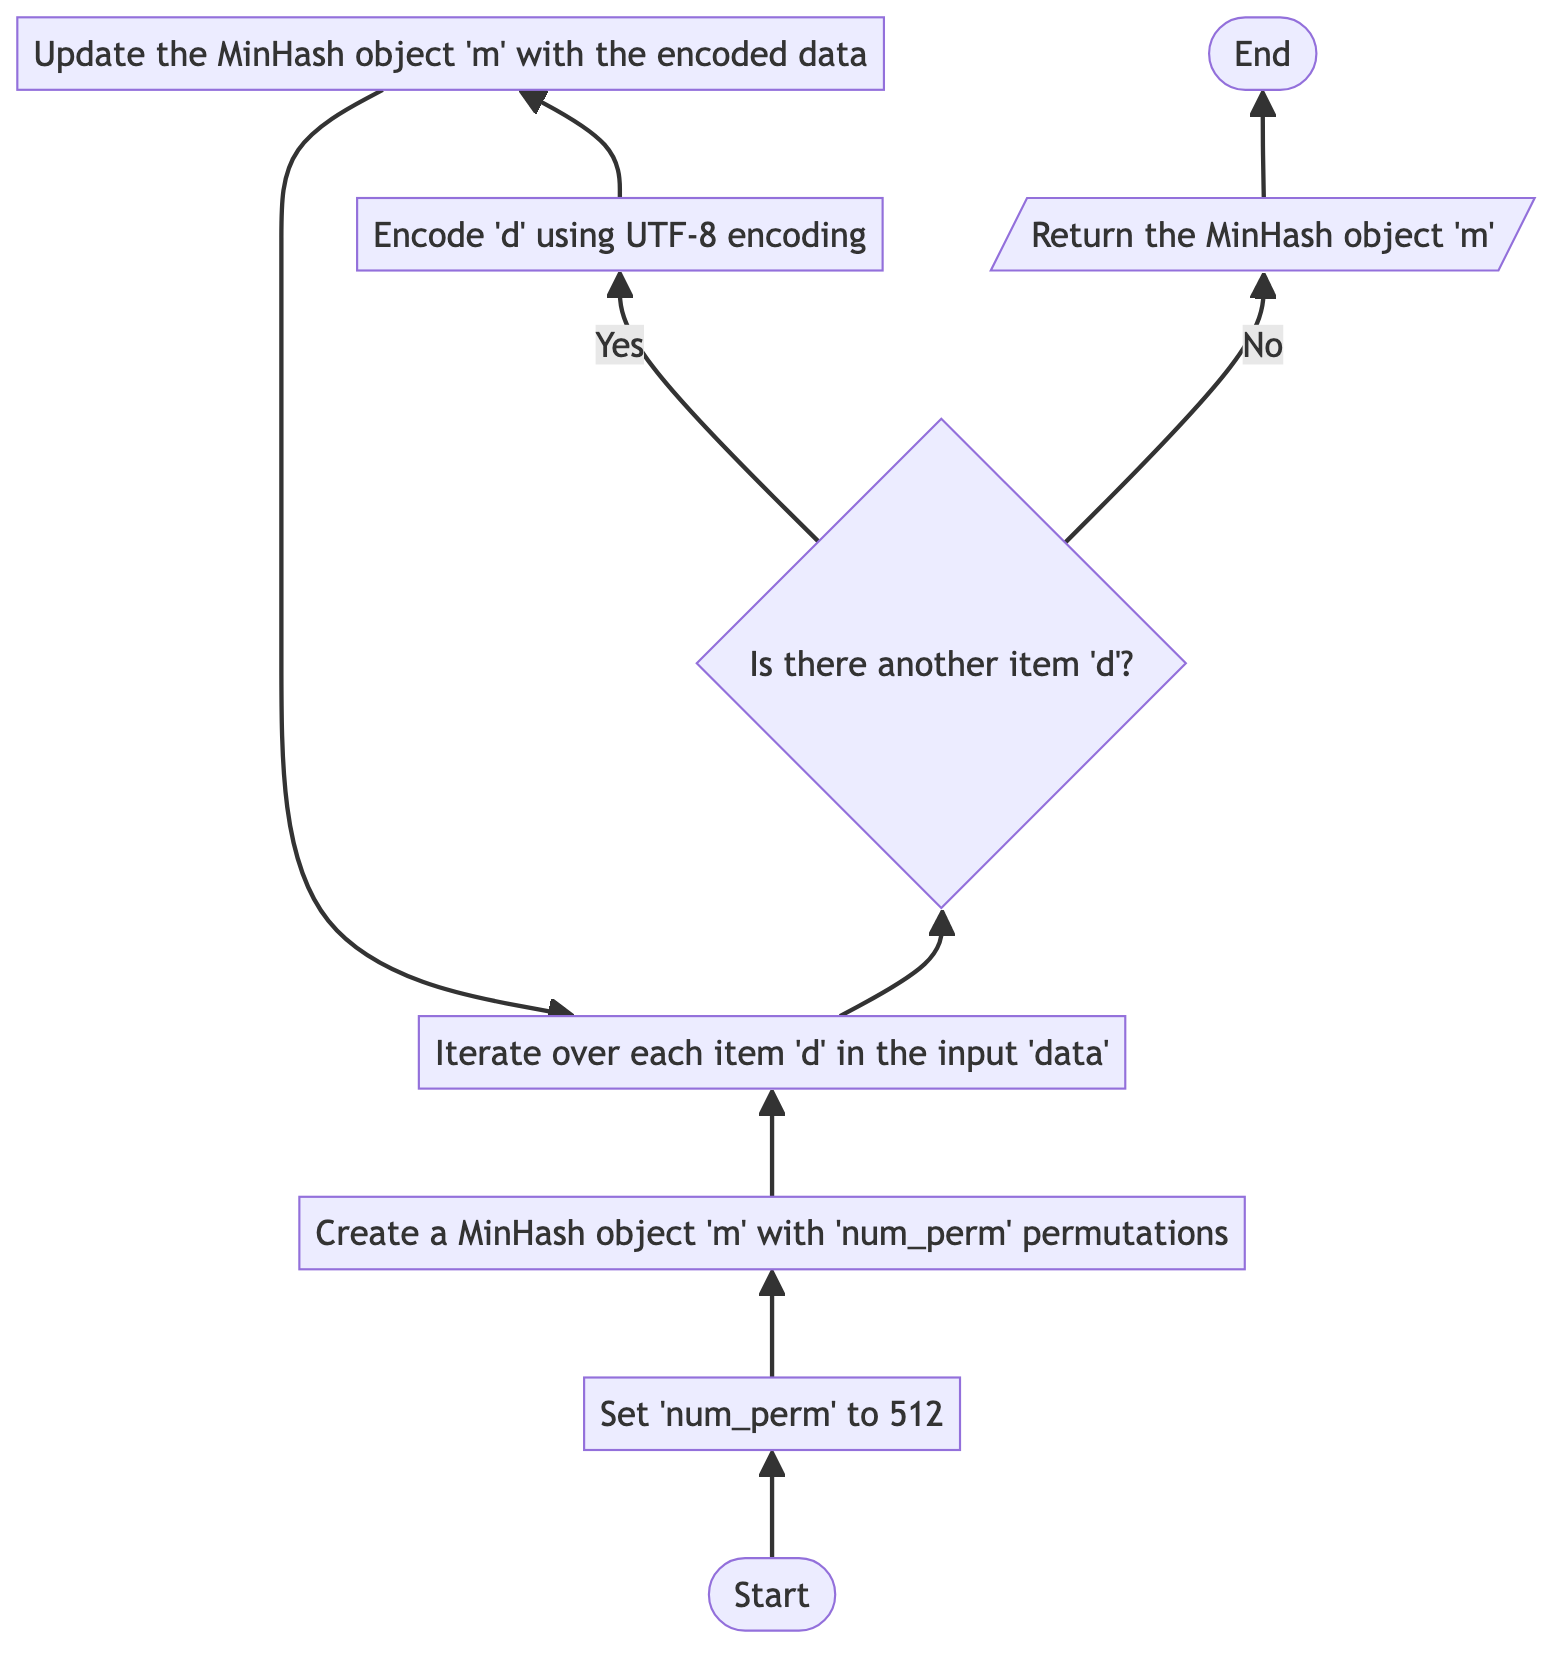 Update the MinHash object 'm' with the encoded data
End
Encode 'd' using UTF-8 encoding
Return the MinHash object 'm'
Yes
No
Is there another item 'd'?
Iterate over each item 'd' in the input 'data'
Create a MinHash object 'm' with 'num_perm' permutations
Set 'num_perm' to 512
Start